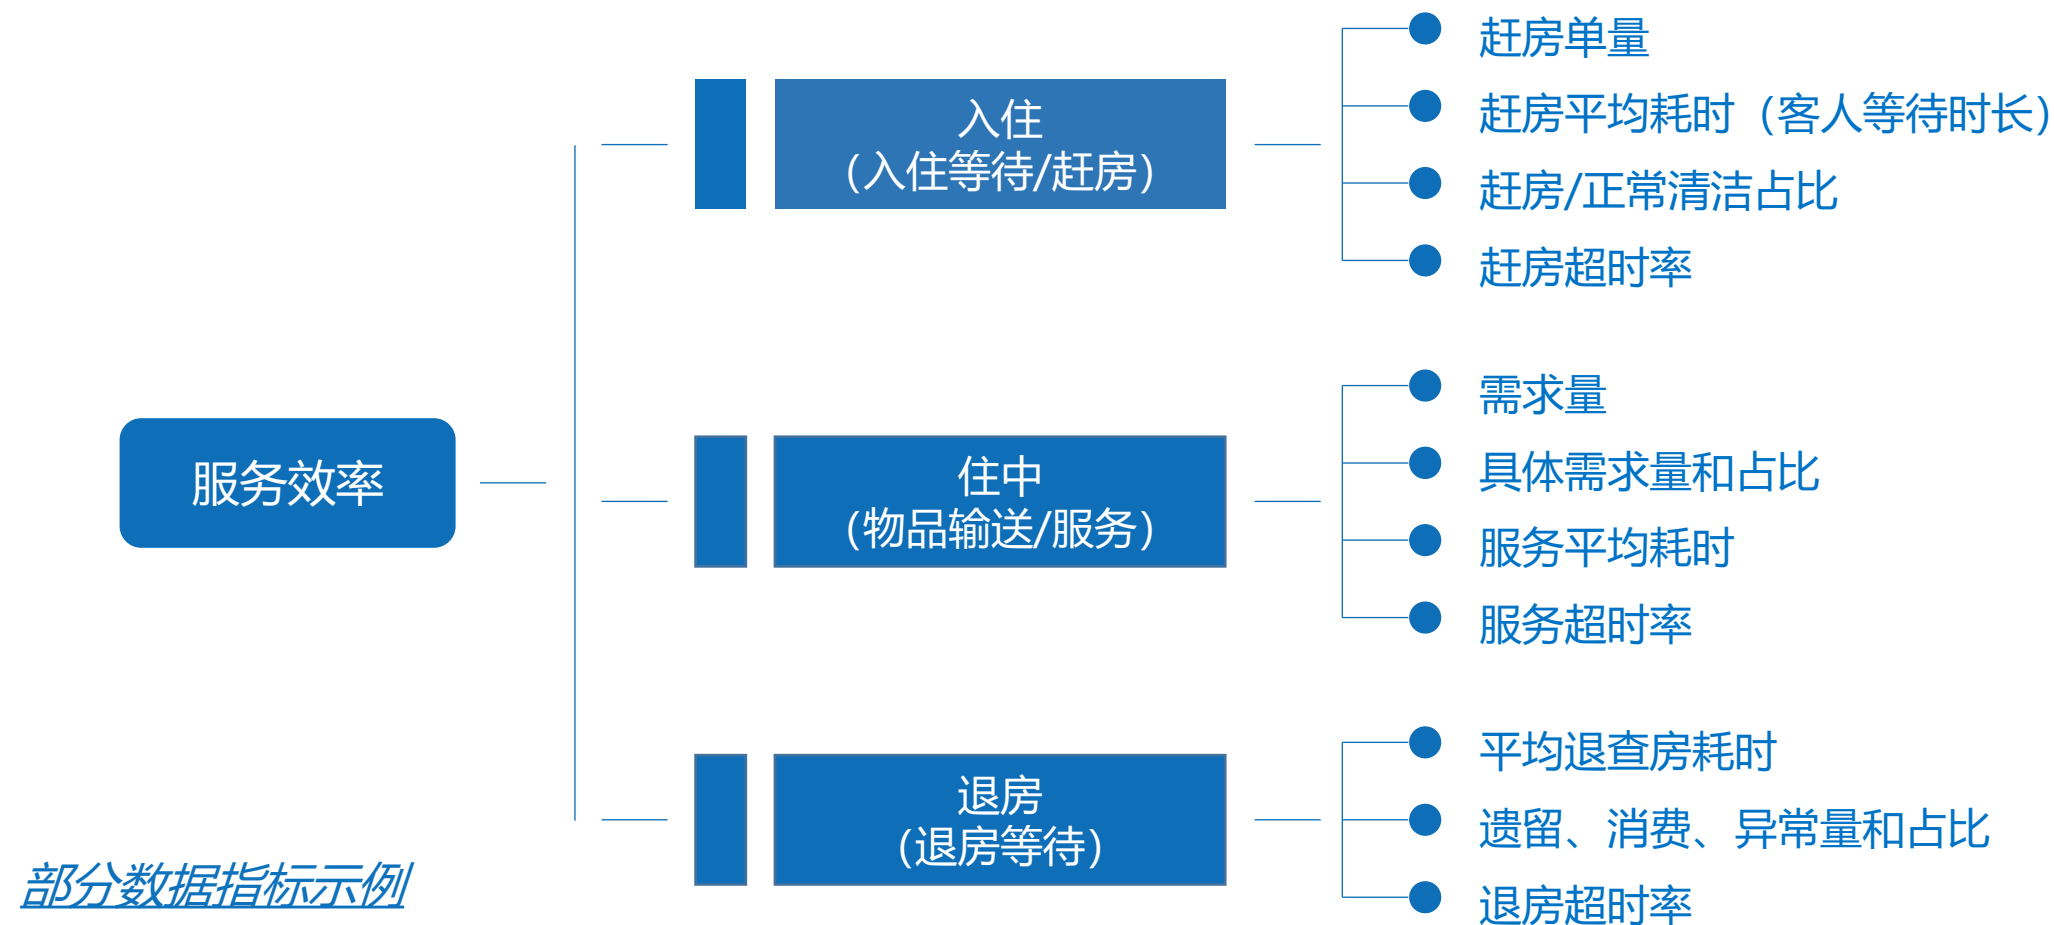 服务效率
入住
（入住等待/赶房）
赶房单量
赶房平均耗时（客人等待时长）
赶房/正常清洁占比
赶房超时率
住中
（物品输送/服务）
需求量
具体需求量和占比
服务平均耗时
服务超时率
退房
（退房等待）
平均退查房耗时
遗留、消费、异常量和占比
退房超时率
部分数据指标示例